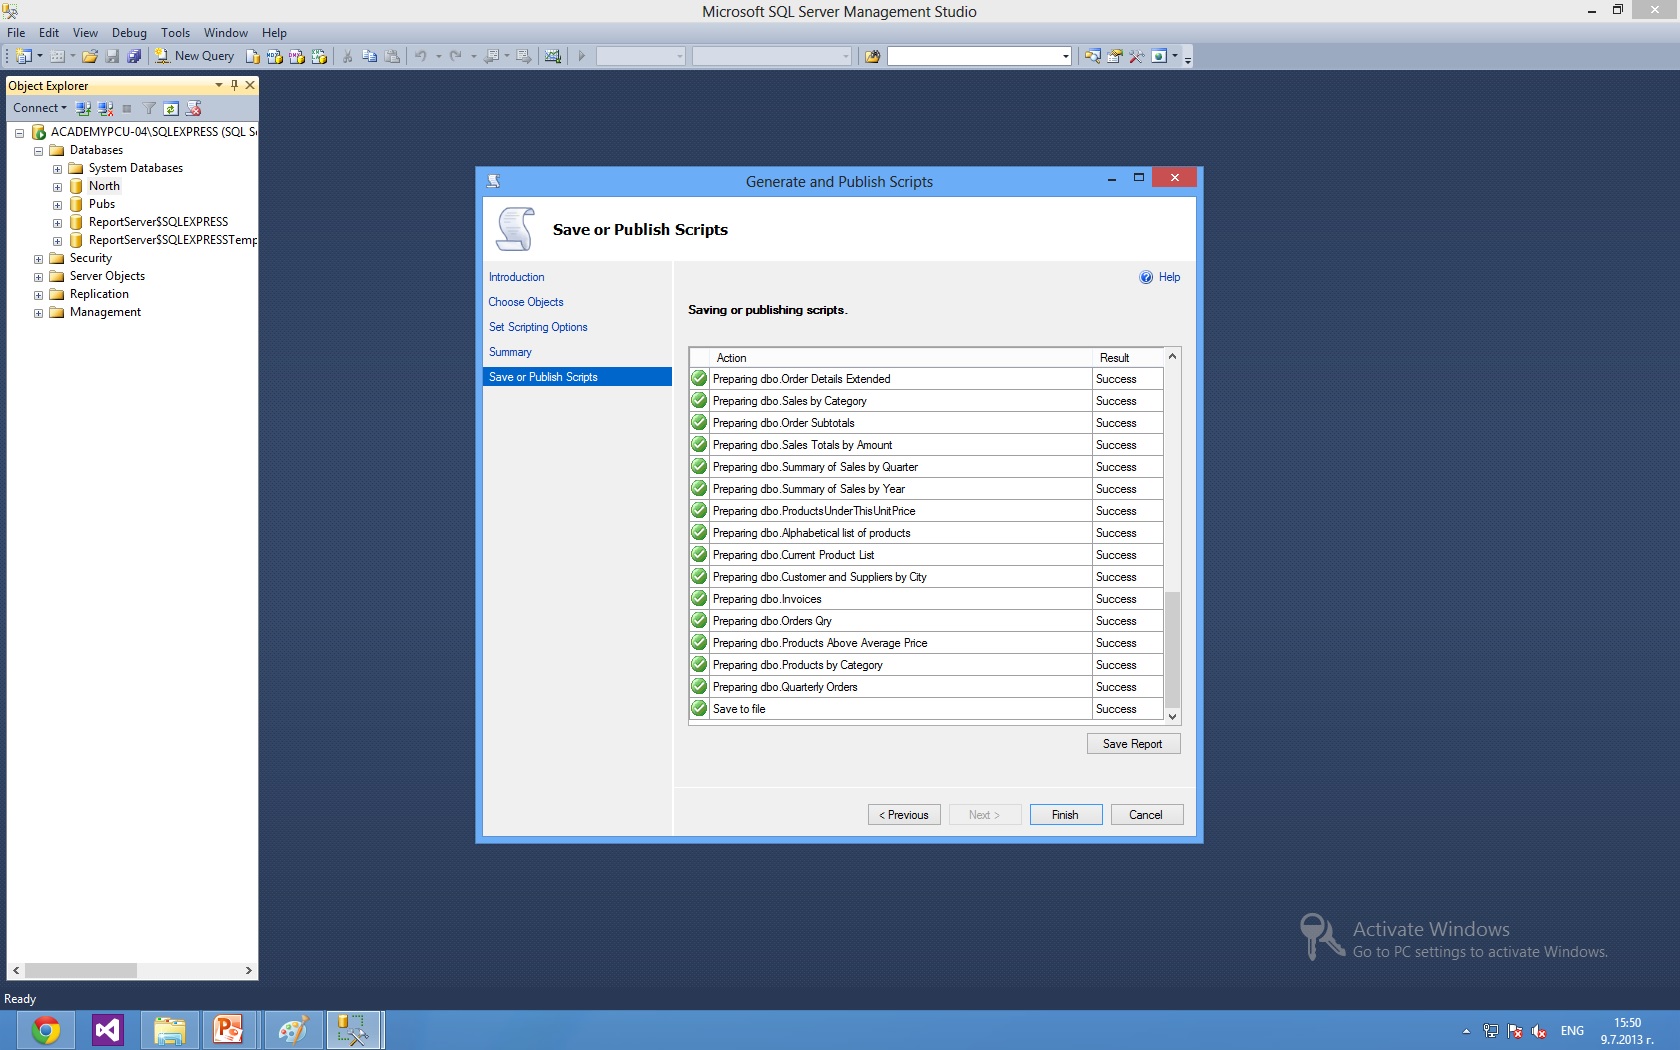 Microsoft SQL Server Management Studio
File Edit View Debug Tools Window Help
New Query
Object Explorer
Connect
ACADEMYPCU-04\SQLEXPRESS (SQL S
Databases
System Databases
North
Pubs
ReportServer$SQLEXPRESS
ReportServer$SQLEXPRESSTemp
Security
Server Objects
Replication
Management
Generate and Publish Scripts
Save or Publish Scripts
Introduction
Choose Objects
Set Scripting Options
Summary
Save or Publish Scripts
Help
Saving or publishing scripts.
Action Result
Preparing dbo.Order Details Extended Success
Preparing dbo.Sales by Category Success
Preparing dbo.Order Subtotals Success
Preparing dbo.Sales Totals by Amount Success
Preparing dbo.Summary of Sales by Quarter Success
Preparing dbo.Summary of Sales by Year Success
Preparing dbo.ProductsUnderThisUnitPrice Success
Preparing dbo.Alphabetical list of products Success
Preparing dbo.Current Product List Success
Preparing dbo.Customer and Suppliers by City Success
Preparing dbo.Invoices Success
Preparing dbo.Orders Qry Success
Preparing dbo.Products Above Average Price Success
Preparing dbo.Products by Category Success
Preparing dbo.Quarterly Orders Success
Save to file Success
Save Report
< Previous Next > Finish Cancel
Activate Windows
Go to PC settings to activate Windows.
Ready
ENG
15:50
9.7.2013 г.